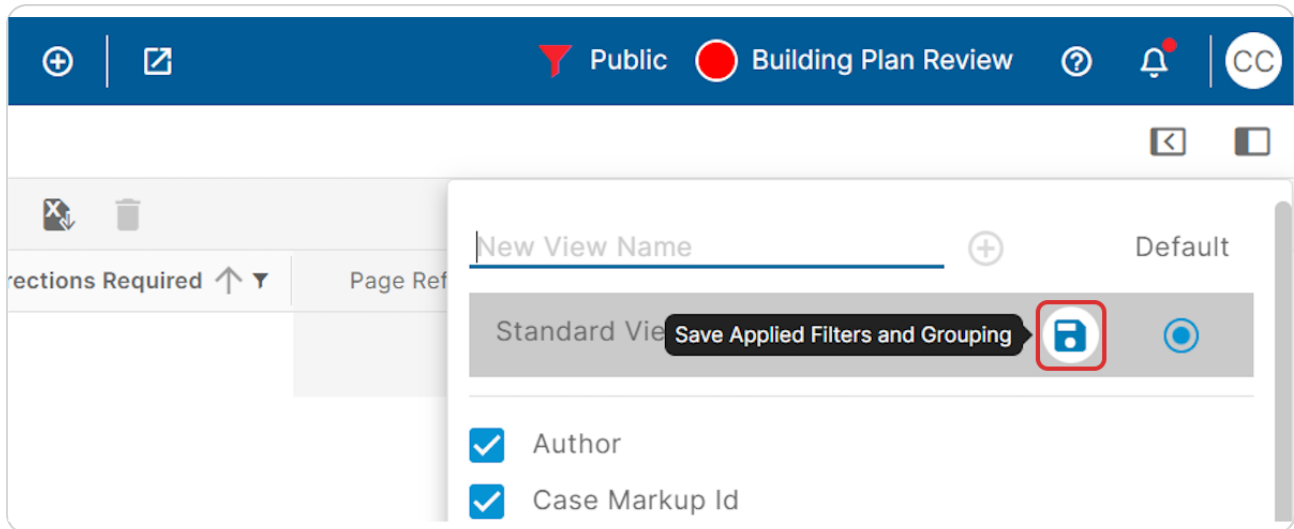 Public Building Plan Review CC
New View Name Default
rections Required Page Ref
Standard Vie Save Applied Filters and Grouping
Author
Case Markup Id